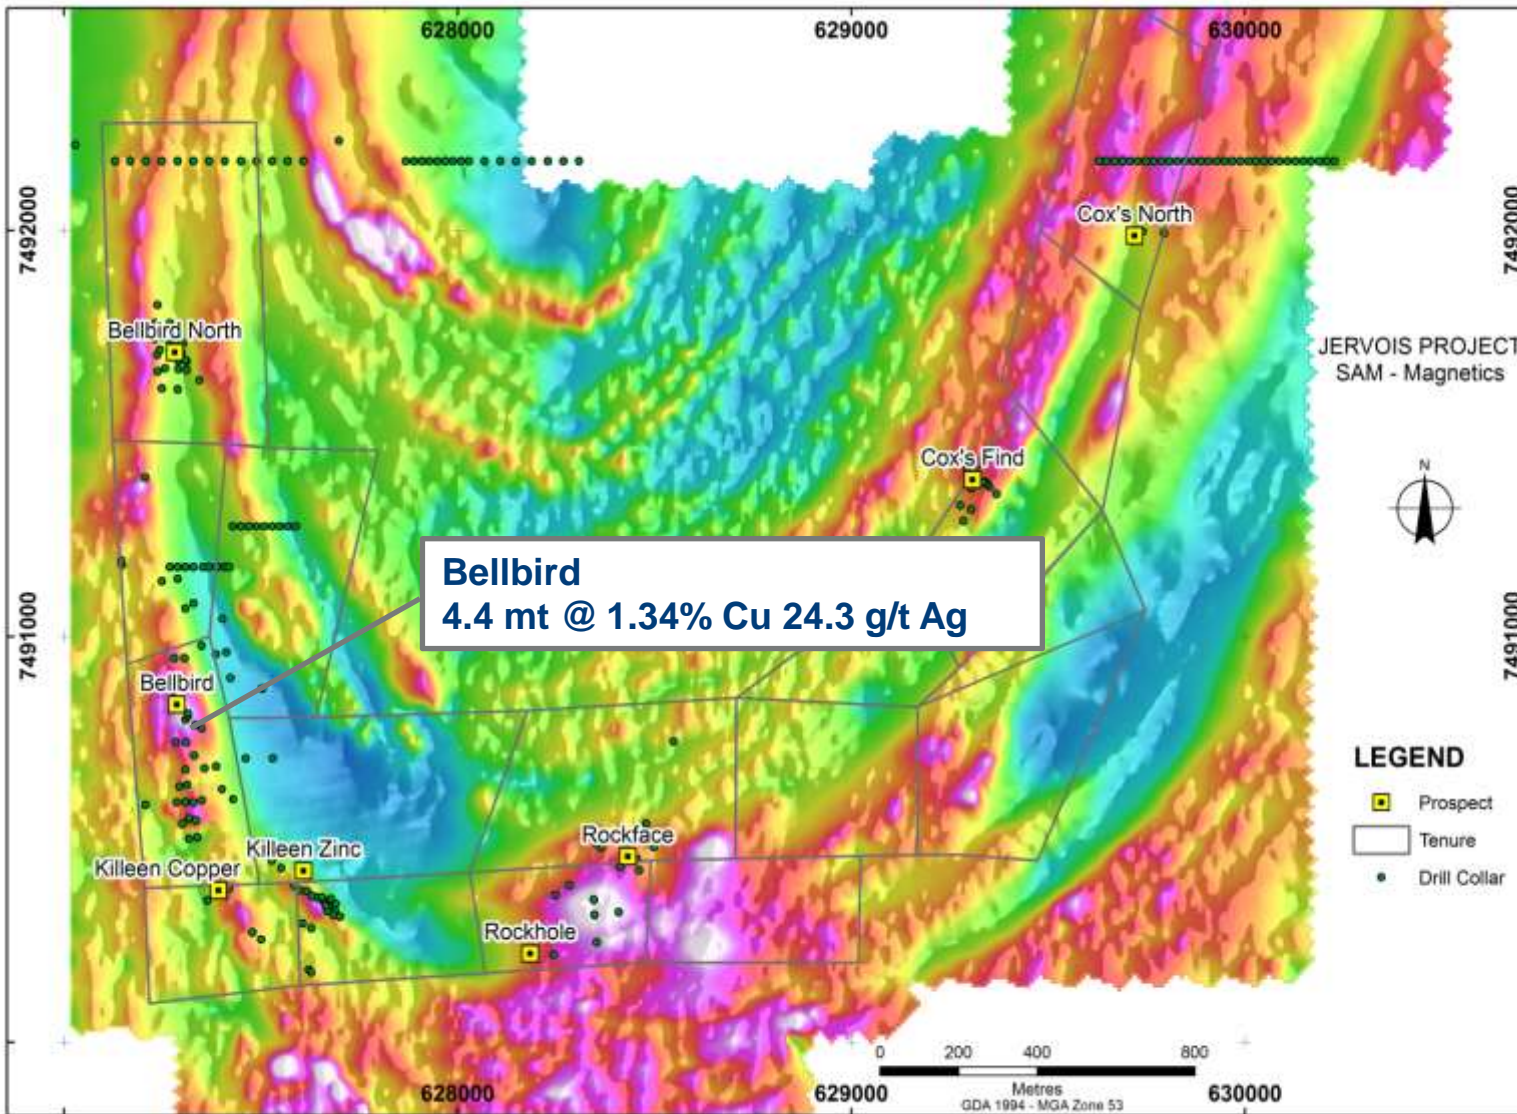 628000
629000
630000
7492000
7492000
Cox's North
Bellbird North
JERVOIS PROJECT
SAM - Magnetics
Cox's Find
N
Bellbird
4.4 mt @ 1.34% Cu 24.3 g/t Ag
7491000
7491000
Bellbird
LEGEND
Prospect
Tenure
Drill Collar
Rockface
Killeen Zinc
Killeen Copper
Rockhole
0 200 400 800
Metres
GDA 1994 - MGA Zone 53
628000
629000
630000